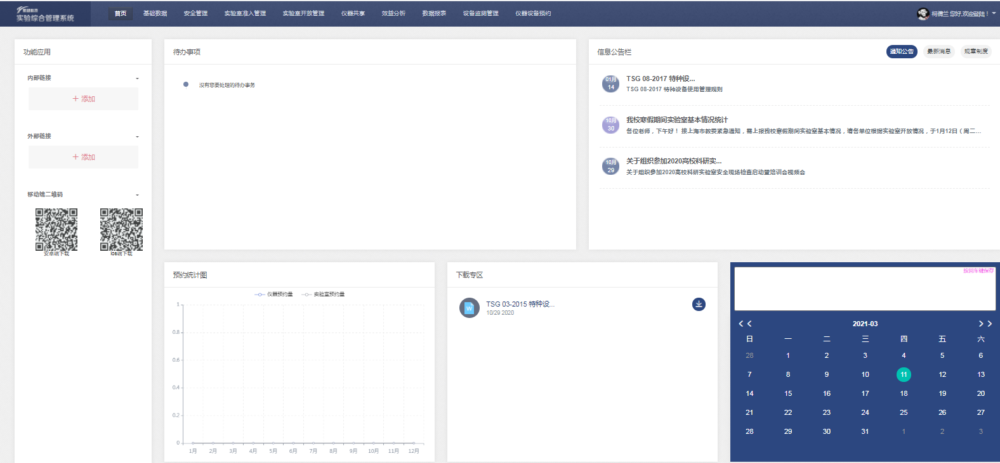 实验综合管理系统
首页 基础数据 安全管理 实验室准入管理 实验室开放管理 仪器共享 效益分析 数据报表 设备监测管理 仪器设备预约
柯倩兰 您好,欢迎登陆！
功能应用
内部链接
+ 添加
外部链接
+ 添加
移动端二维码
安卓端下载 ios端下载
待办事项
没有您要处理的待办事务
信息公告栏
通知公告 最新消息 规章制度
01月
14
TSG 08-2017 特种设...
TSG 08-2017 特种设备使用管理规则
10月
30
我校寒假期间实验室基本情况统计
各位老师，下午好！ 接上海市教委紧急通知，需上报我校寒假期间实验室基本情况，请各单位根据实验室开放情况，于1月12日（周二...
10月
29
关于组织参加2020高校科研实...
关于组织参加2020高校科研实验室安全现场检查启动暨培训会视频会
预约统计图
仪器预约量 实验室预约量
1
0.8
0.6
0.4
0.2
0
1月 2月 3月 4月 5月 6月 7月 8月 9月 10月 11月 12月
下载专区
W
TSG 03-2015 特种设...
10/29 2020
按回车键保存
2021-03
日 一 二 三 四 五 六
28 1 2 3 4 5 6
7 8 9 10 11 12 13
14 15 16 17 18 19 20
21 22 23 24 25 26 27
28 29 30 31 1 2 3